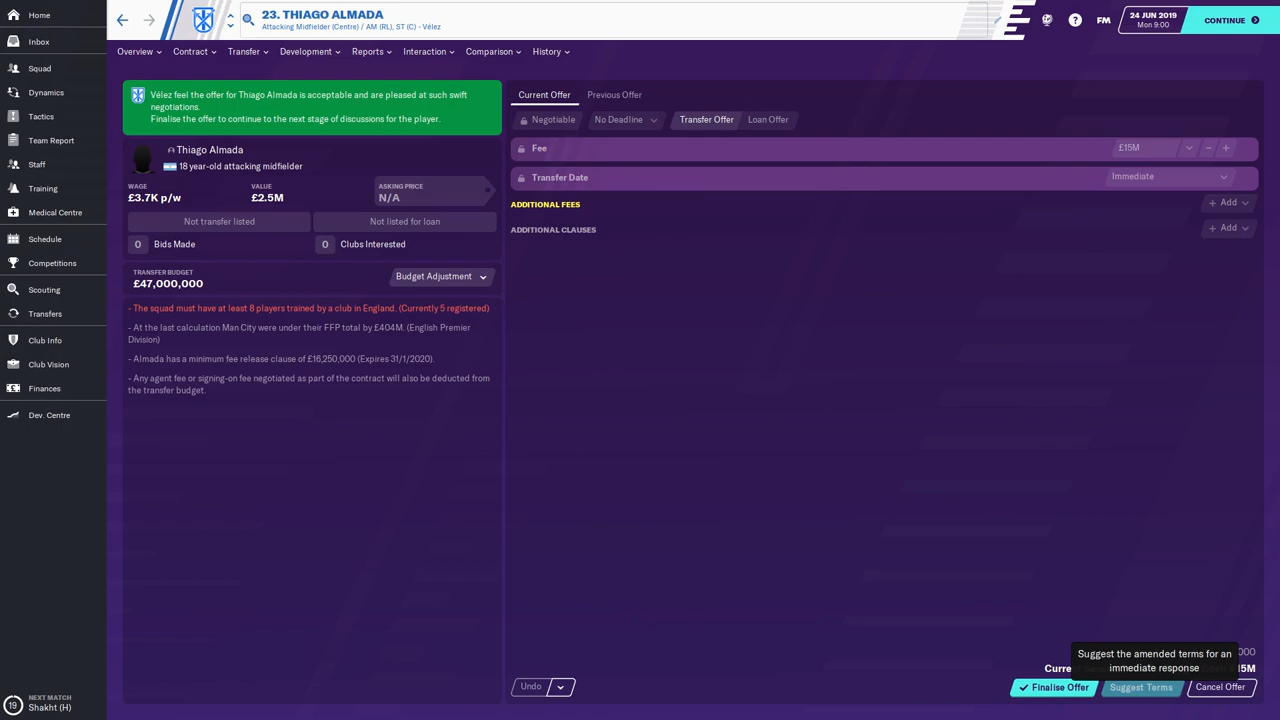 23. THIAGO ALMADA
Attacking Midfielder (Centre) / AM (RL), ST (C) - Vélez
FM
24 JUN 2019
Mon 9:00
CONTINUE
Home
Inbox
Squad
Dynamics
Tactics
Team Report
Staff
Training
Medical Centre
Schedule
Competitions
Scouting
Transfers
Club Info
Club Vision
Finances
Dev. Centre
19
NEXT MATCH
Shakht (H)
Overview
Contract
Transfer
Development
Reports
Interaction
Comparison
History
Vélez feel the offer for Thiago Almada is acceptable and are pleased at such swift
negotiations.
Finalise the offer to continue to the next stage of discussions for the player.
Thiago Almada
18 year-old attacking midfielder
WAGE
£3.7K p/w
VALUE
£2.5M
ASKING PRICE
N/A
Not transfer listed
Not listed for loan
0 Bids Made
0 Clubs Interested
TRANSFER BUDGET
£47,000,000
Budget Adjustment
- The squad must have at least 8 players trained by a club in England. (Currently 5 registered)
- At the last calculation Man City were under their FFP total by £404M. (English Premier
Division)
- Almada has a minimum fee release clause of £16,250,000 (Expires 31/1/2020).
- Any agent fee or signing-on fee negotiated as part of the contract will also be deducted from
the transfer budget.
Current Offer
Previous Offer
Negotiable
No Deadline
Transfer Offer
Loan Offer
Fee
£15M
Transfer Date
Immediate
ADDITIONAL FEES
+ Add
ADDITIONAL CLAUSES
+ Add
Suggest the amended terms for an
immediate response
Undo
Finalise Offer
Suggest Terms
Cancel Offer